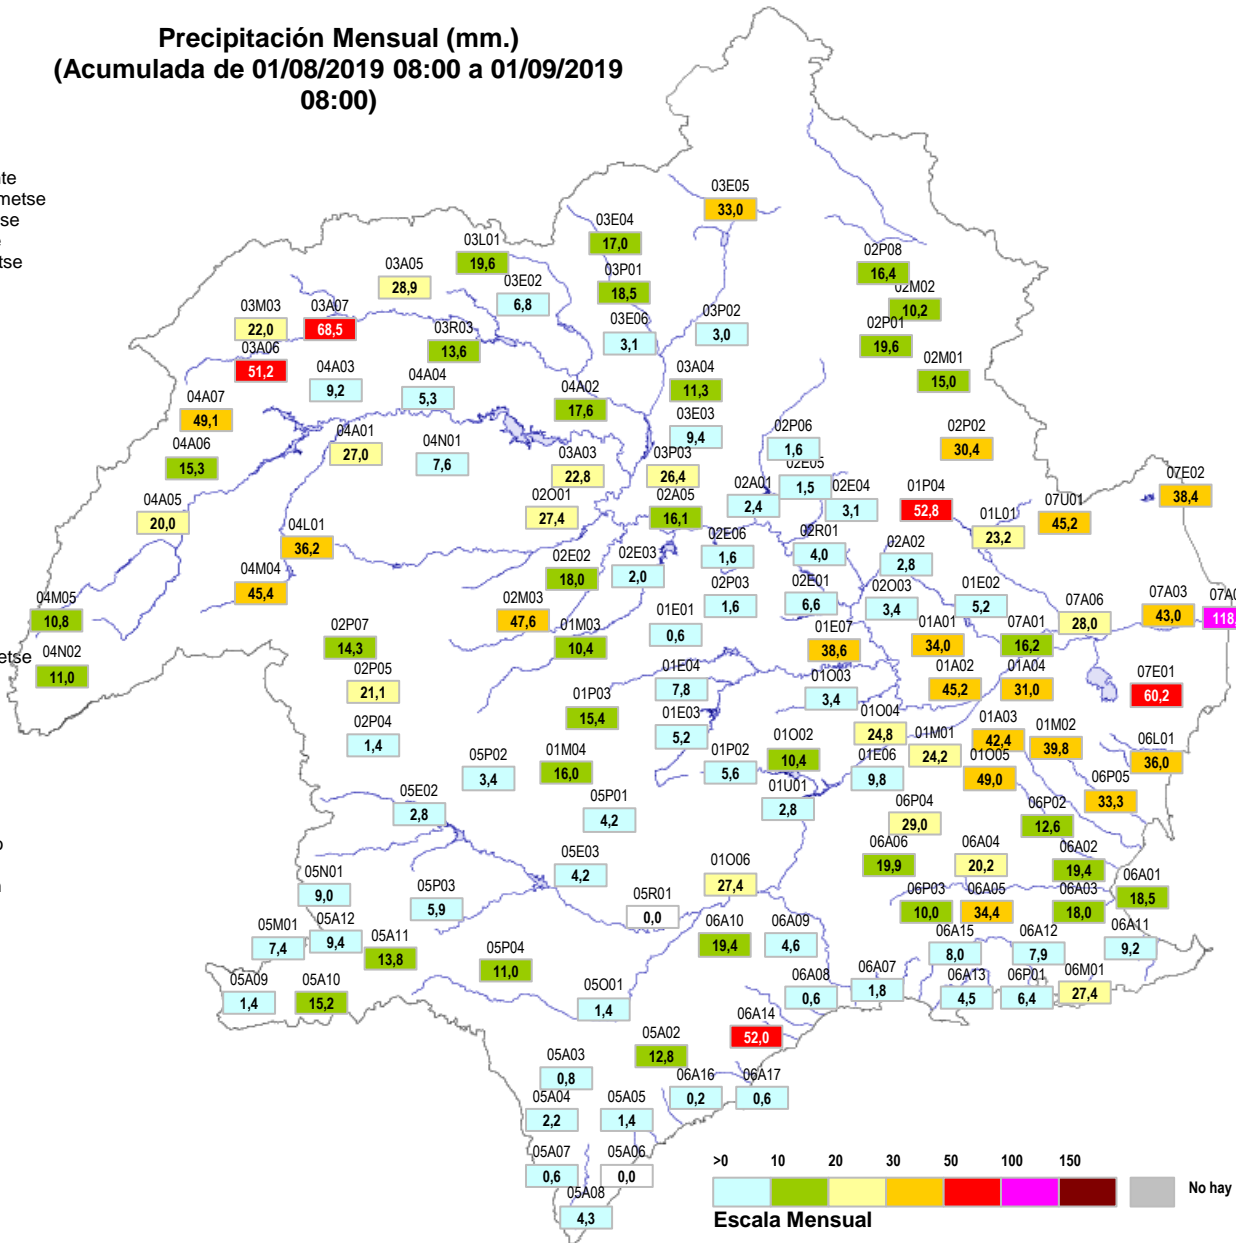 Precipitación Mensual (mm.)
(Acumulada de 01/08/2019 08:00 a 01/09/2019
08:00)
03E05
33,0
03E04
17,0
03L01
19,6
02P08
16,4
03A05
28,9
03P01
18,5
03E02
6,8
02M02
10,2
03M03
22,0
03A07
68,5
03P02
3,0
03E06
3,1
03R03
13,6
02P01
19,6
03A06
51,2
04A03
9,2
04A04
5,3
03A04
11,3
02M01
15,0
04A07
49,1
04A02
17,6
03E03
9,4
02P06
1,6
02P02
30,4
04A06
15,3
04A01
27,0
04N01
7,6
03A03
22,8
03P03
26,4
02E05
1,5
07E02
38,4
04A05
20,0
02O01
27,4
02A05
16,1
02A01
2,4
02E04
3,1
01P04
52,8
07U01
45,2
01L01
23,2
04L01
36,2
02E06
1,6
02R01
4,0
02A02
2,8
02E02
18,0
02E03
2,0
04M04
45,4
04M05
10,8
02M03
47,6
02P03
1,6
02E01
6,6
02O03
3,4
01E02
5,2
07A06
28,0
07A03
43,0
02P07
14,3
01M03
10,4
01E01
0,6
01E07
38,6
01A01
34,0
07A01
16,2
etse
04N02
11,0
02P05
21,1
01E04
7,8
01O03
3,4
01A02
45,2
01A04
31,0
07E01
60,2
01P03
15,4
01E03
5,2
01O04
24,8
02P04
1,4
01M01
24,2
01A03
42,4
01M02
39,8
06L01
36,0
05P02
3,4
01M04
16,0
01P02
5,6
01O02
10,4
01E06
9,8
01O05
49,0
06P05
33,3
05E02
2,8
05P01
4,2
01U01
2,8
06P04
29,0
06P02
12,6
05E03
4,2
01O06
27,4
06A06
19,9
06A04
20,2
06A02
19,4
06A01
18,5
05N01
9,0
05P03
5,9
05R01
0,0
06P03
10,0
06A05
34,4
06A03
18,0
05M01
7,4
05A12
9,4
05A11
13,8
05P04
11,0
06A10
19,4
06A09
4,6
06A15
8,0
06A12
7,9
06A11
9,2
05A09
1,4
05A10
15,2
05O01
1,4
06A08
0,6
06A07
1,8
06A13
4,5
06P01
6,4
06M01
27,4
06A14
52,0
05A02
12,8
05A03
0,8
06A16
0,2
06A17
0,6
05A04
2,2
05A05
1,4
05A07
0,6
05A06
0,0
05A08
4,3
>0 10 20 30 50 100 150
No hay
Escala Mensual